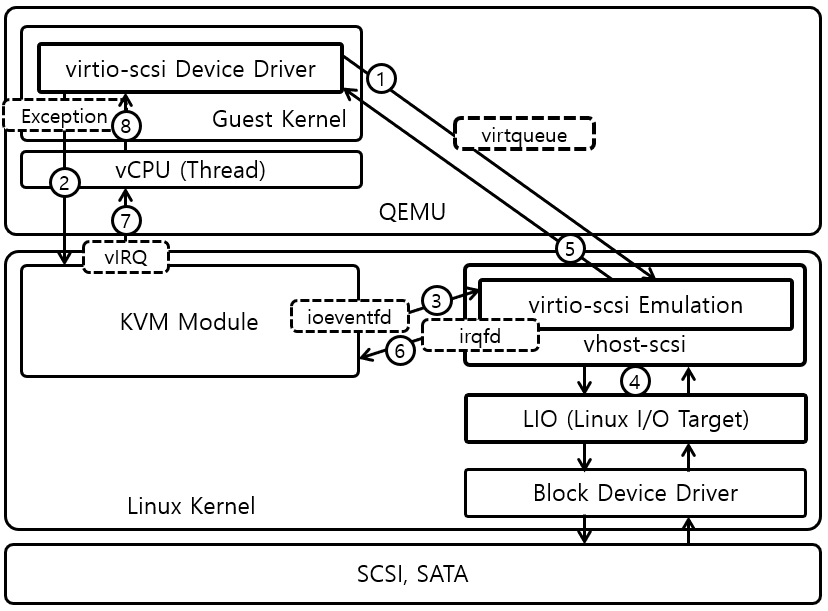 virtio-scsi Device Driver
1
Exception
8
Guest Kernel
virtqueue
vCPU (Thread)
2
7
QEMU
vIRQ
5
KVM Module
ioeventfd
3
virtio-scsi Emulation
irqfd
6
vhost-scsi
4
LIO (Linux I/O Target)
Block Device Driver
Linux Kernel
SCSI, SATA